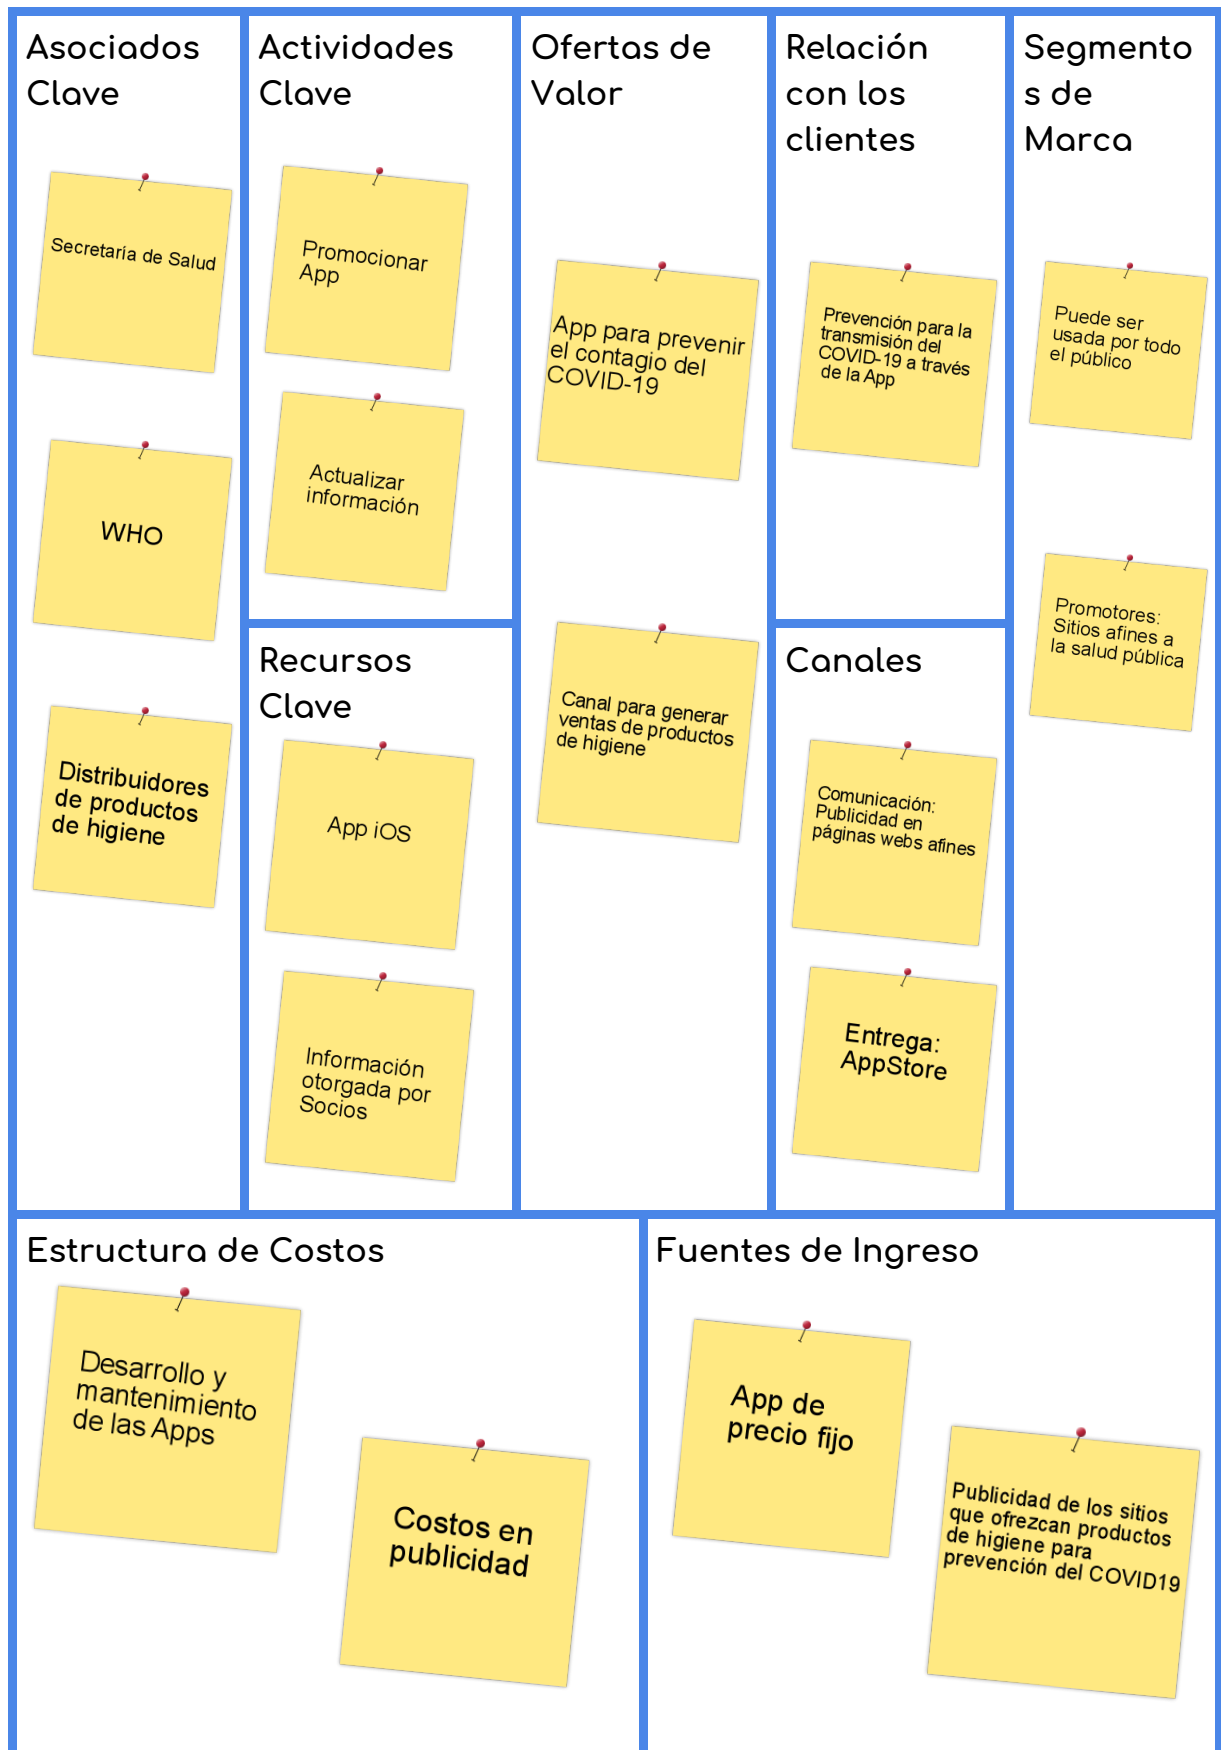 Asociados
Clave
Secretaría de Salud
WHO
Distribuidores
de productos
de higiene
Actividades
Clave
Promocionar
App
Actualizar
información
Recursos
Clave
App iOS
Información
otorgada por
Socios
Ofertas de
Valor
App para prevenir
el contagio del
COVID-19
Canal para generar
ventas de productos
de higiene
Relación
con los
clientes
Prevención para la
transmisión del
COVID-19 a través
de la App
Canales
Comunicación:
Publicidad en
páginas webs afines
Entrega:
AppStore
Segmento
s de
Marca
Puede ser
usada por todo
el público
Promotores:
Sitios afines a
la salud pública
Estructura de Costos
Desarrollo y
mantenimiento
de las Apps
Costos en
publicidad
Fuentes de Ingreso
App de
precio fijo
Publicidad de los sitios
que ofrezcan productos
de higiene para
prevención del COVID19